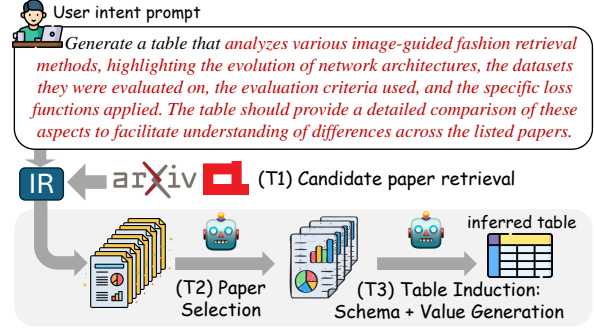 User intent prompt
Generate a table that analyzes various image-guided fashion retrieval
methods, highlighting the evolution of network architectures, the datasets
they were evaluated on, the evaluation criteria used, and the specific loss
functions applied. The table should provide a detailed comparison of these
aspects to facilitate understanding of differences across the listed papers.
IR
arXiv
(T1) Candidate paper retrieval
(T2) Paper
Selection
inferred table
(T3) Table Induction:
Schema + Value Generation